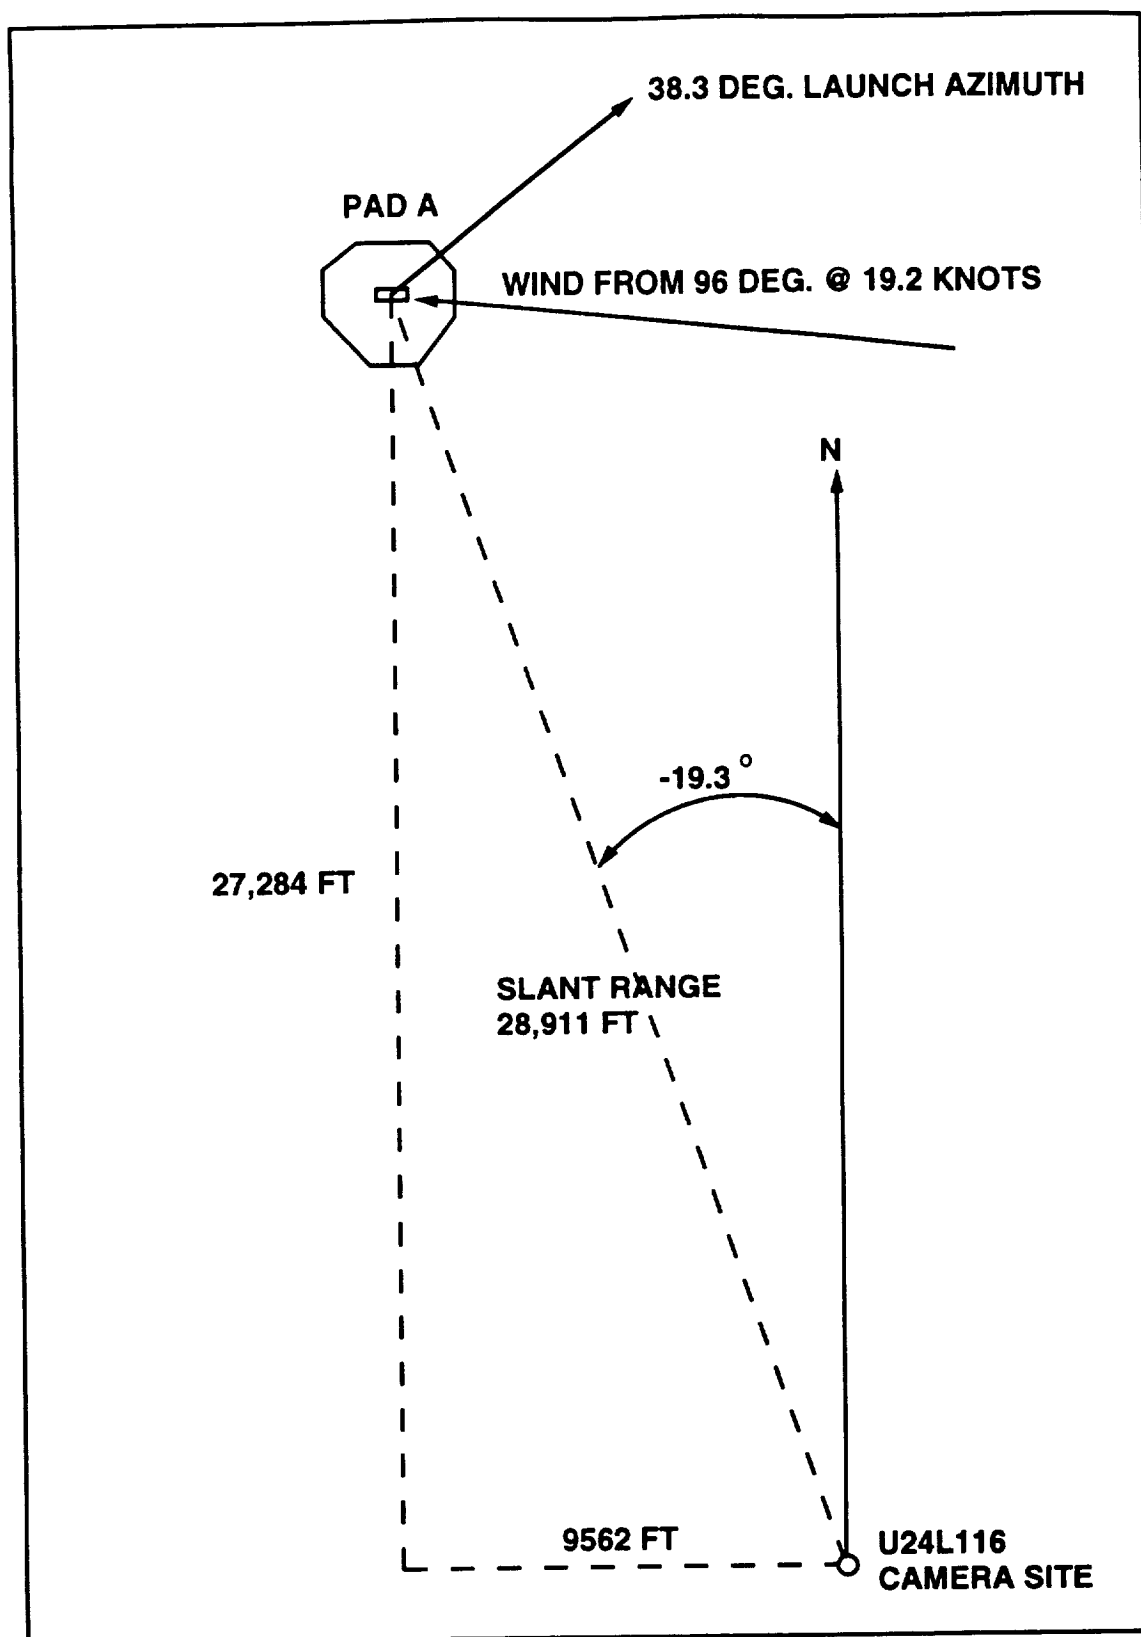 38.3 DEG. LAUNCH AZIMUTH
PAD A
WIND FROM 96 DEG. @ 19.2 KNOTS
N
-19.3 °
27,284 FT
SLANT RANGE
28,911 FT
9562 FT
U24L116
CAMERA SITE